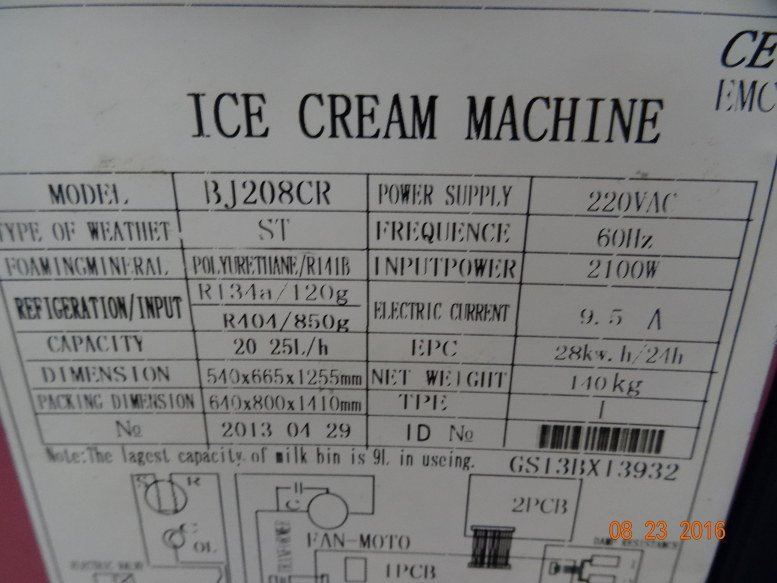 CE
EMC
ICE CREAM MACHINE
MODEL BJ208CR POWER SUPPLY 220VAC
TYPE OF WEATHET ST FREQUENCE 60Hz
FOAMINGMINERAL POLYURETHANE/R141B INPUTPOWER 2100W
REFIGERATION/INPUT R134a/120g R404/850g ELECTRIC CURRENT 9.5 A
CAPACITY 20 25L/h EPC 28kw.h/24h
DIMENSION 540x665x1255mm NET WEIGHT 140kg
PACKING DIMENSION 640x800x1410mm TPE I
№ 2013 04 29 ID №
Note:The lagest capacity of milk bin is 9L in useing. GS13BX13932
S R
C 2PCB
C OL
FAN-MOTO
1PCB
08 23 2016